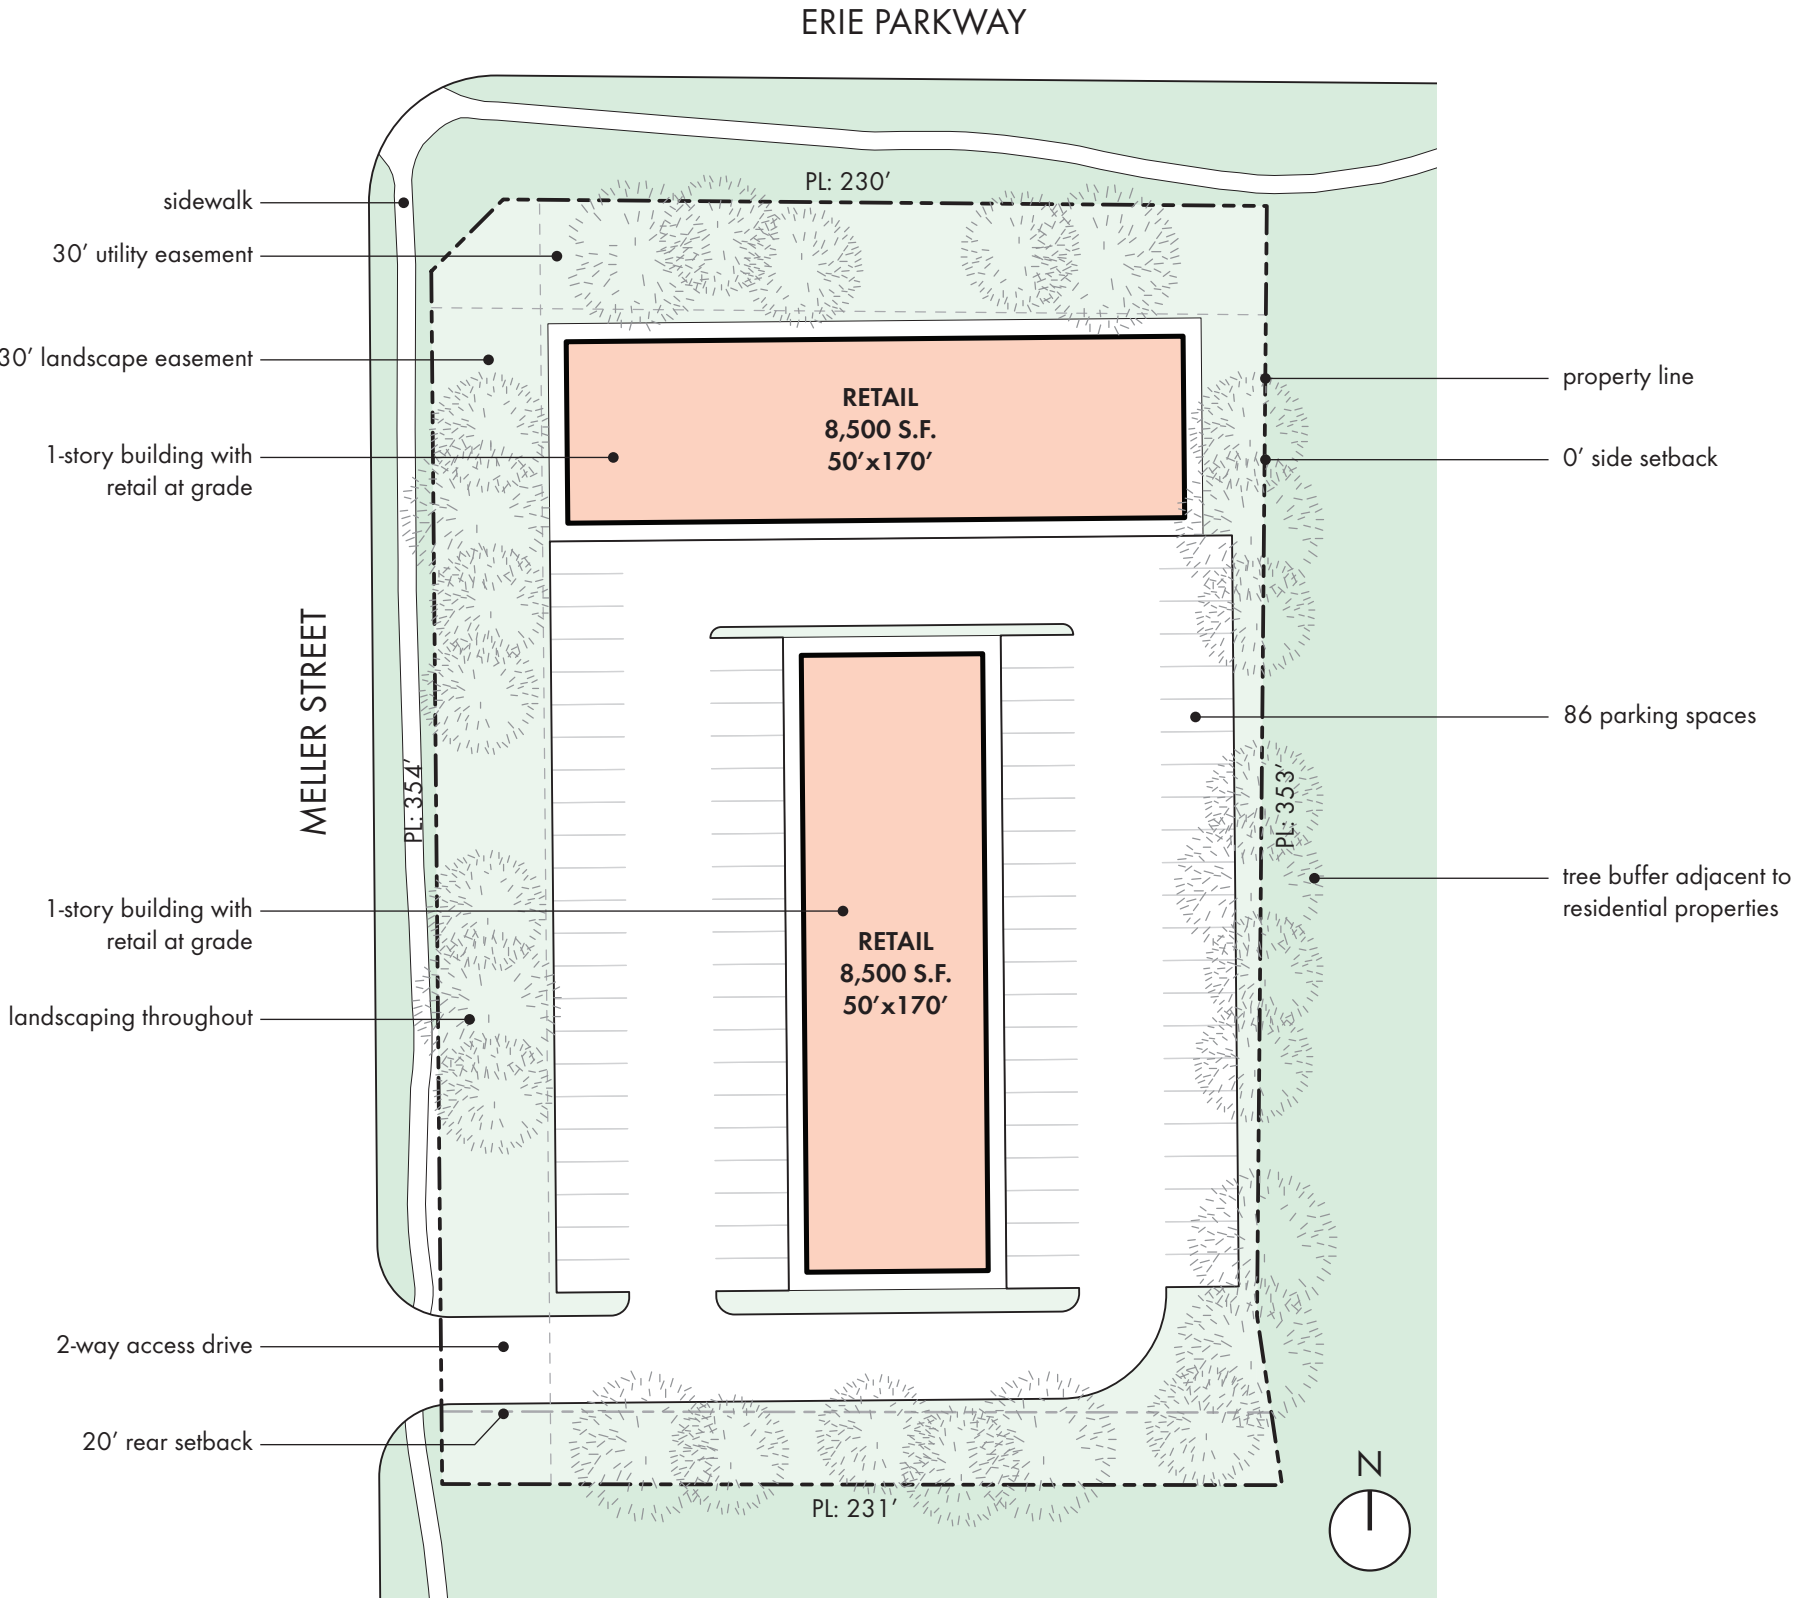 ERIE PARKWAY
PL: 230’
sidewalk
30’ utility easement
30’ landscape easement
1-story building with
retail at grade
RETAIL
8,500 S.F.
50’x170’
property line
0’ side setback
MELLER STREET
PL: 354’
86 parking spaces
PL: 353’
tree buffer adjacent to
residential properties
1-story building with
retail at grade
RETAIL
8,500 S.F.
50’x170’
landscaping throughout
2-way access drive
20’ rear setback
PL: 231’
N